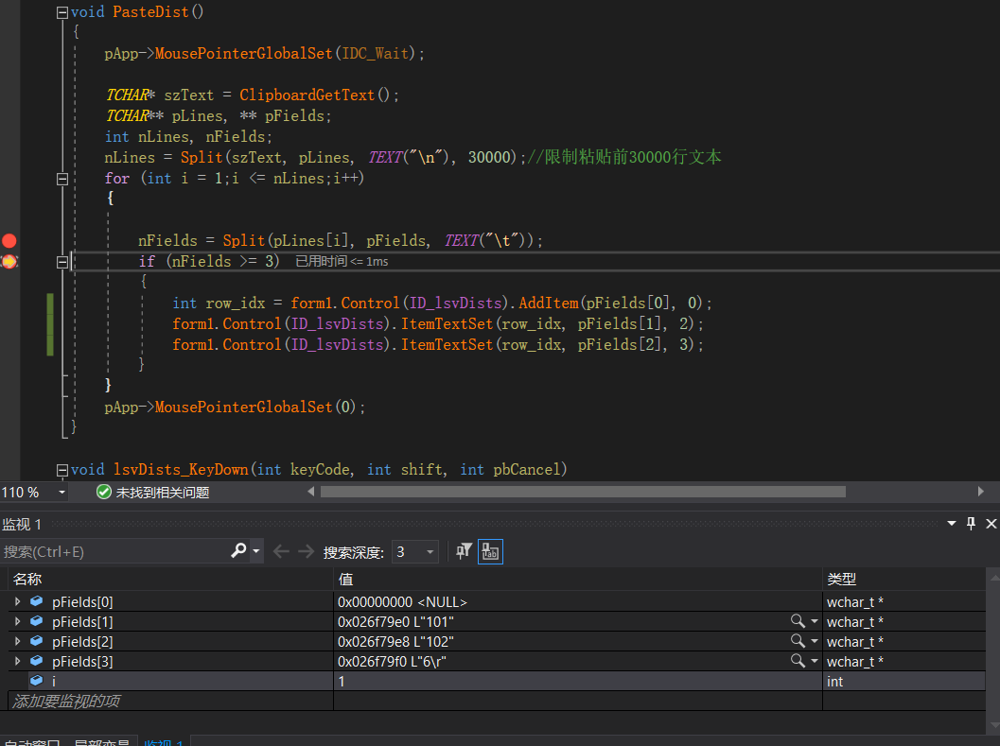 void PasteDist()
{
pApp->MousePointerGlobalSet(IDC_Wait);
TCHAR* szText = ClipboardGetText();
TCHAR** pLines, ** pFields;
int nLines, nFields;
nLines = Split(szText, pLines, TEXT("\n"), 30000);//限制粘贴前30000行文本
for (int i = 1;i <= nLines;i++)
{
nFields = Split(pLines[i], pFields, TEXT("\t"));
if (nFields >= 3) 已用时间 <= 1ms
{
int row_idx = form1.Control(ID_lsvDists).AddItem(pFields[0], 0);
form1.Control(ID_lsvDists).ItemTextSet(row_idx, pFields[1], 2);
form1.Control(ID_lsvDists).ItemTextSet(row_idx, pFields[2], 3);
}
}
pApp->MousePointerGlobalSet(0);
}
void lsvDists_KeyDown(int keyCode, int shift, int pbCancel)
110 % 未找到相关问题
监视 1
搜索(Ctrl+E) 搜索深度: 3
名称 值 类型
pFields[0] 0x00000000 <NULL> wchar_t *
pFields[1] 0x026f79e0 L"101" wchar_t *
pFields[2] 0x026f79e8 L"102" wchar_t *
pFields[3] 0x026f79f0 L"6\r" wchar_t *
i 1 int
添加要监视的项
自动窗口 局部变量 监视 1